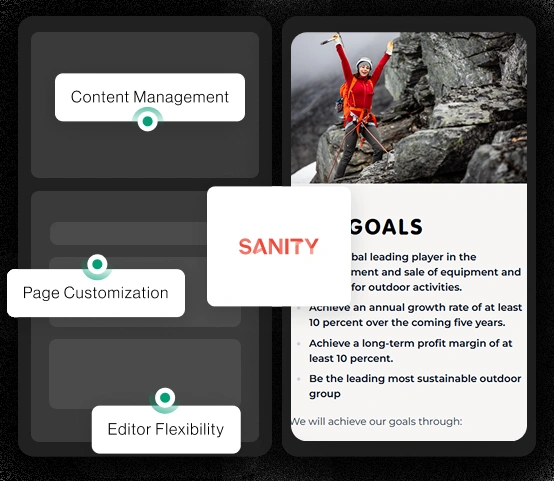 Content Management
Page Customization
Editor Flexibility
SANITY
GOALS
bal leading player in the
ment and sale of equipment and
for outdoor activities.
Achieve an annual growth rate of at least
10 percent over the coming five years.
Achieve a long-term profit margin of at
least 10 percent.
Be the leading most sustainable outdoor
group
We will achieve our goals through: